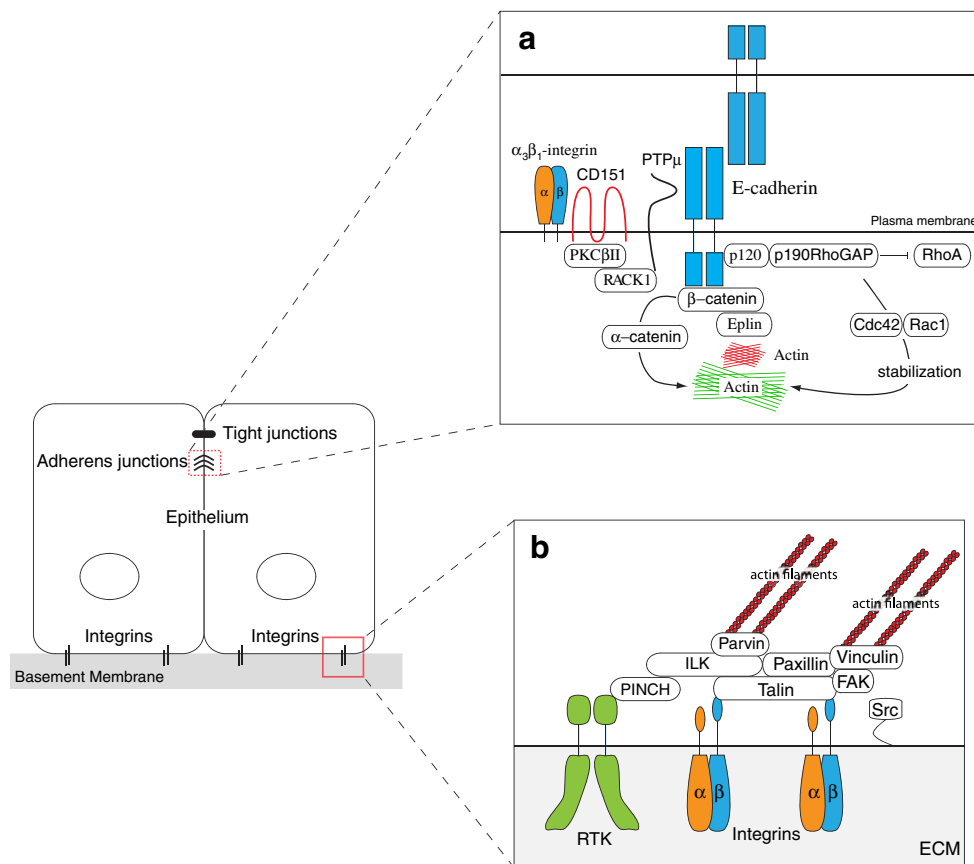 a
α₃β₁-integrin
CD151
PTPμ
α
β
E-cadherin
Plasma membrane
PKCβII
RACK1
p120
p190RhoGAP
RhoA
β–catenin
Eplin
α–catenin
Cdc42
Rac1
Actin
Actin
stabilization
Tight junctions
Adherens junctions
Epithelium
Integrins
Integrins
Basement Membrane
b
actin filaments
actin filaments
Parvin
ILK
Paxillin
Vinculin
PINCH
Talin
FAK
Src
α
β
α
β
RTK
Integrins
ECM